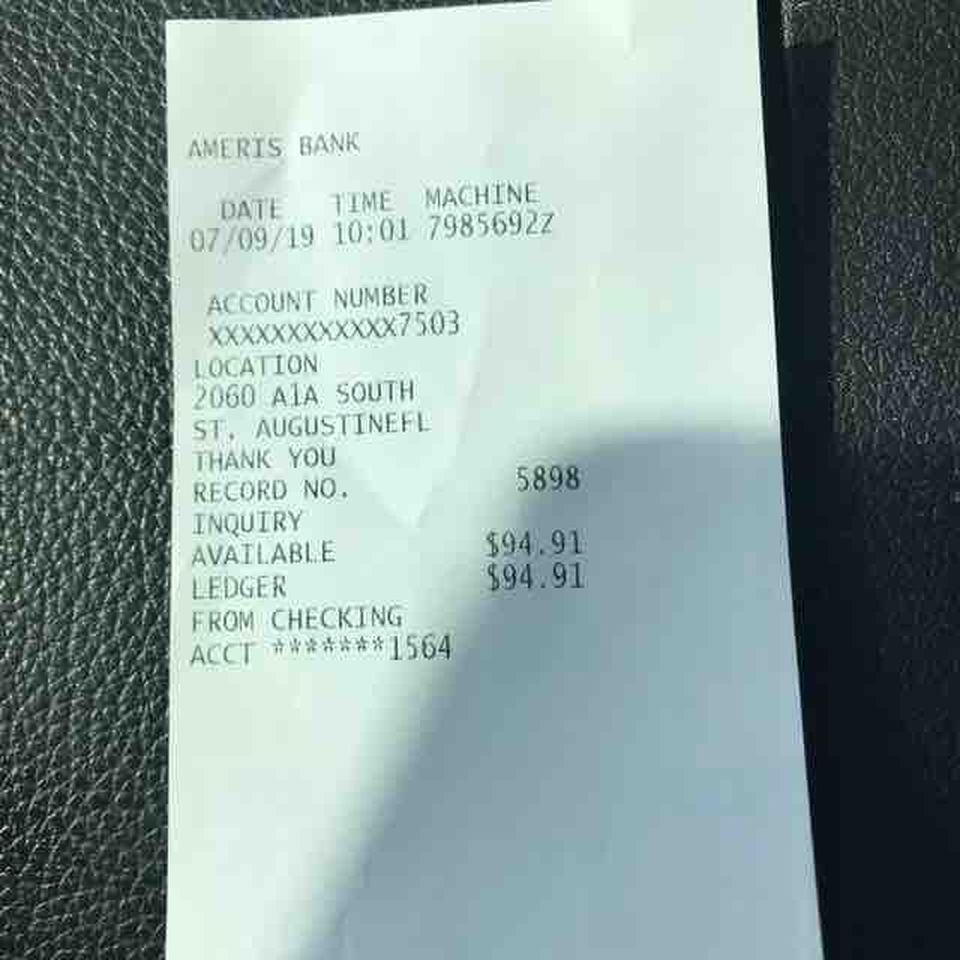 AMERIS BANK
DATE TIME MACHINE
07/09/19 10:01 7985692Z
ACCOUNT NUMBER
XXXXXXXXXXXX7503
LOCATION
2060 A1A SOUTH
ST. AUGUSTINEFL
THANK YOU
RECORD NO. 5898
INQUIRY
AVAILABLE $94.91
LEDGER $94.91
FROM CHECKING
ACCT *******1564